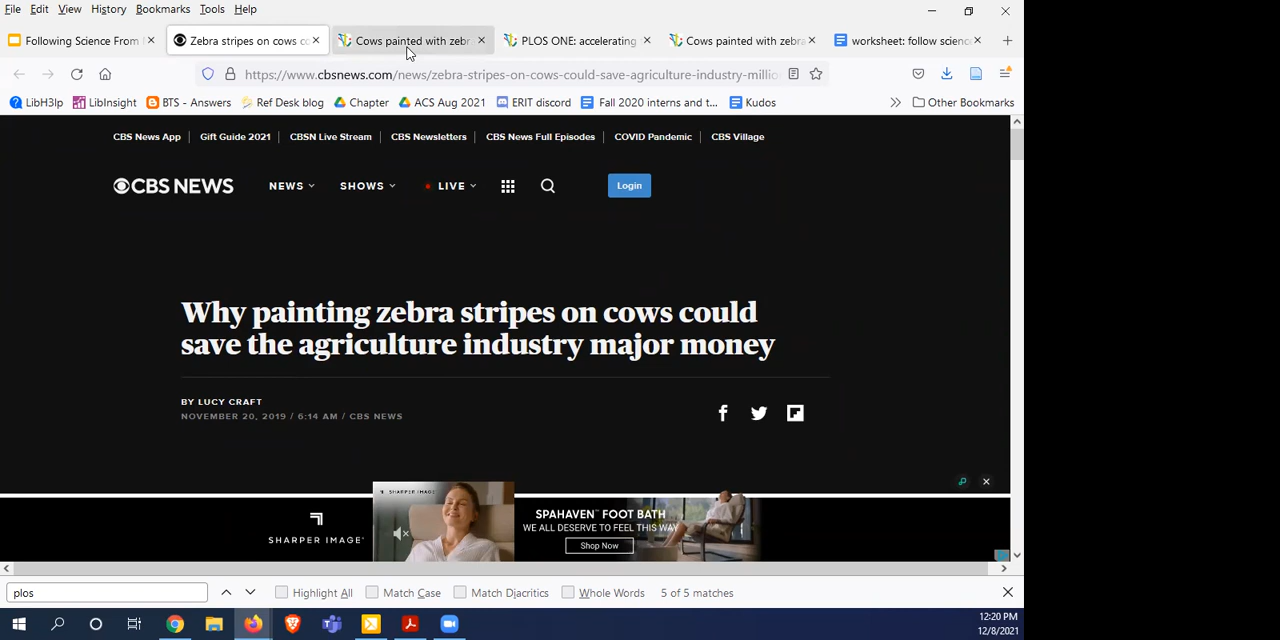 File Edit View History Bookmarks Tools Help
Following Science From Zebra stripes on cows co Cows painted with zebr PLOS ONE: accelerating Cows painted with zebra worksheet: follow science
https://www.cbsnews.com/news/zebra-stripes-on-cows-could-save-agriculture-industry-millio
LibH3lp LibInsight BTS - Answers Ref Desk blog Chapter ACS Aug 2021 ERIT discord Fall 2020 interns and t... Kudos Other Bookmarks
CBS News App Gift Guide 2021 CBSN Live Stream CBS Newsletters CBS News Full Episodes COVID Pandemic CBS Village
CBS NEWS NEWS SHOWS LIVE Login
Why painting zebra stripes on cows could
save the agriculture industry major money
BY LUCY CRAFT
NOVEMBER 20, 2019 / 6:14 AM / CBS NEWS
SHARPER IMAGE
SPAHAVEN™ FOOT BATH
WE ALL DESERVE TO FEEL THIS WAY
SHARPER IMAGE®
Shop Now
plos Highlight All Match Case Match Diacritics Whole Words 5 of 5 matches
12:20 PM
12/8/2021